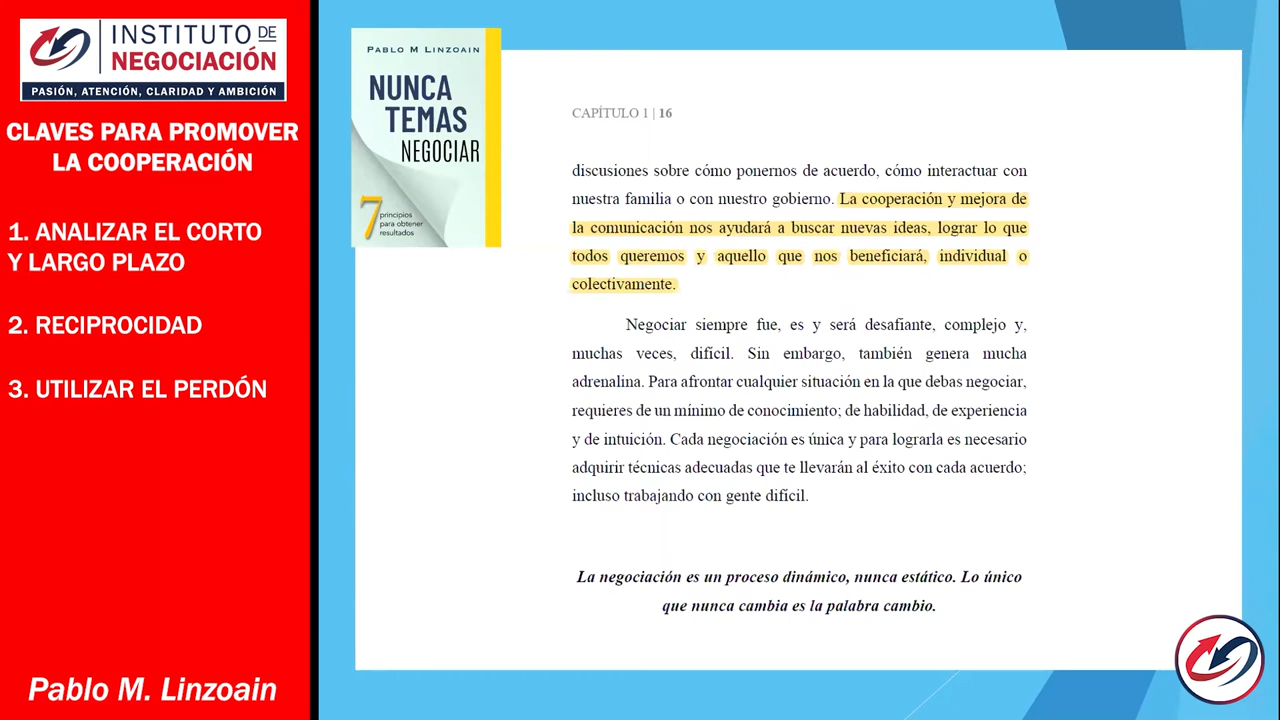 INSTITUTO DE
NEGOCIACIÓN
PASIÓN, ATENCIÓN, CLARIDAD Y AMBICIÓN
CLAVES PARA PROMOVER
LA COOPERACIÓN
1. ANALIZAR EL CORTO
Y LARGO PLAZO
2. RECIPROCIDAD
3. UTILIZAR EL PERDÓN
Pablo M. Linzoain
PABLO M LINZOAIN
NUNCA
TEMAS
NEGOCIAR
7 principios
para obtener
resultados
CAPÍTULO 1 | 16
discusiones sobre cómo ponernos de acuerdo, cómo interactuar con
nuestra familia o con nuestro gobierno. La cooperación y mejora de
la comunicación nos ayudará a buscar nuevas ideas, lograr lo que
todos queremos y aquello que nos beneficiará, individual o
colectivamente.
Negociar siempre fue, es y será desafiante, complejo y,
muchas veces, difícil. Sin embargo, también genera mucha
adrenalina. Para afrontar cualquier situación en la que debas negociar,
requieres de un mínimo de conocimiento; de habilidad, de experiencia
y de intuición. Cada negociación es única y para lograrla es necesario
adquirir técnicas adecuadas que te llevarán al éxito con cada acuerdo;
incluso trabajando con gente difícil.
La negociación es un proceso dinámico, nunca estático. Lo único
que nunca cambia es la palabra cambio.